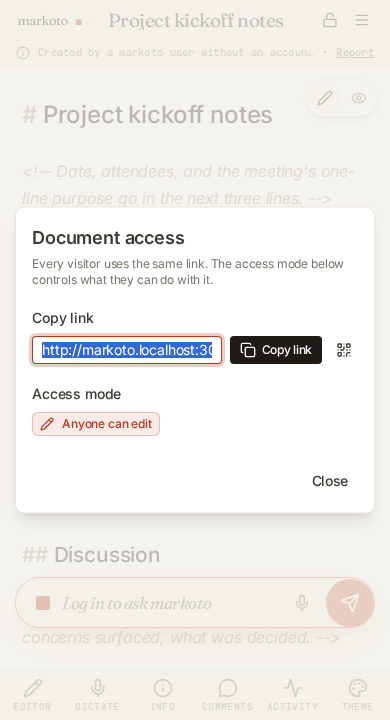 markoto
Project kickoff notes
Created by a markoto user without an accoun… · Report
# Project kickoff notes
<!-- Date, attendees, and the meeting's one-
line purpose go in the next three lines. -->
Document access
Every visitor uses the same link. The access mode below
controls what they can do with it.
Copy link
http://markoto.localhost:30
Copy link
Access mode
Anyone can edit
Close
## Discussion
Log in to ask markoto
concerns surfaced, what was decided. -->
EDITOR DICTATE INFO COMMENTS ACTIVITY THEME